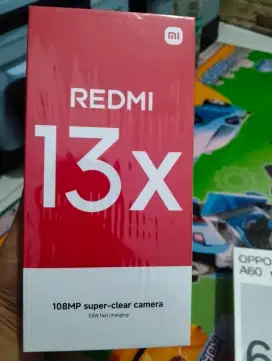 mi
REDMI
13x
108MP super-clear camera
33W fast charging
OPPO
A60